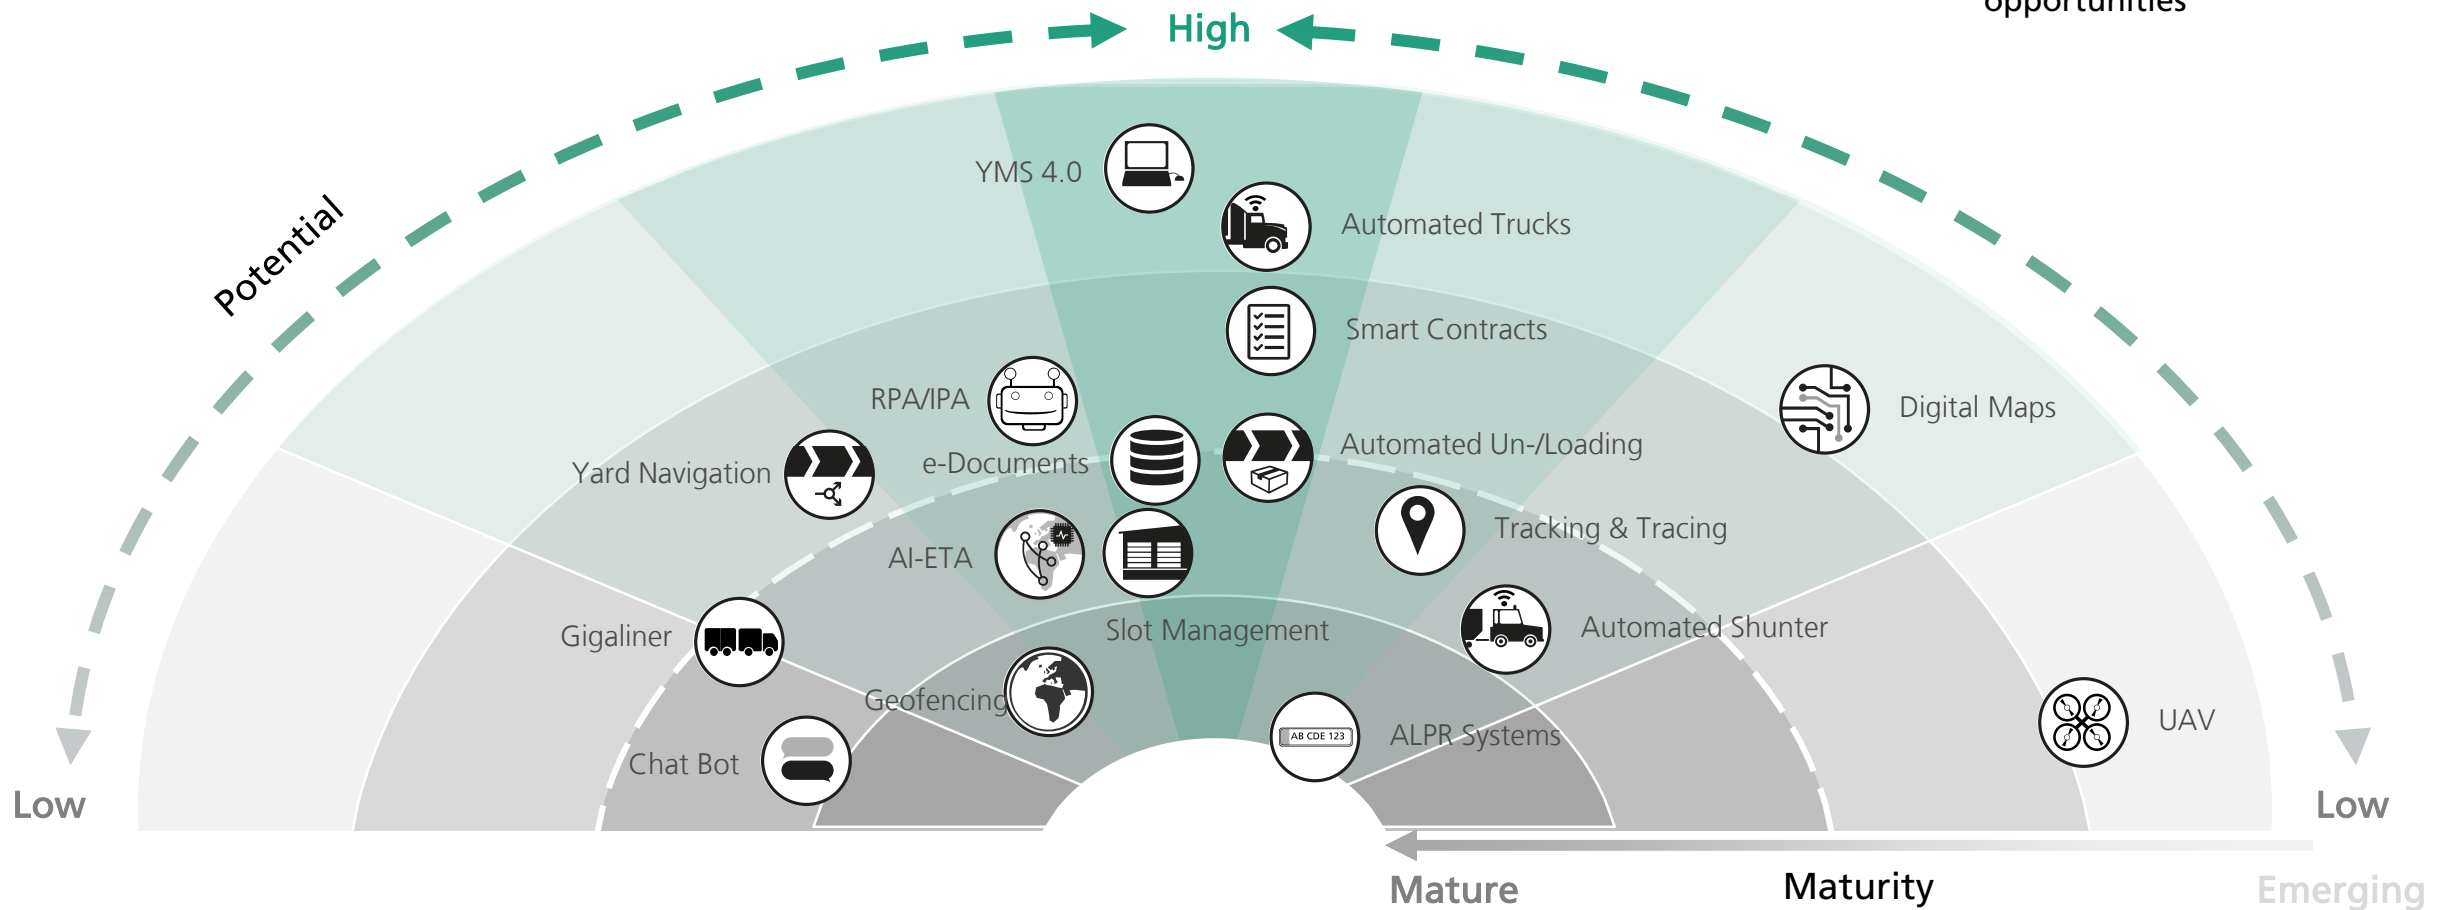 opportunities
High
Potential
YMS 4.0
Automated Trucks
Smart Contracts
RPA/IPA
Digital Maps
Yard Navigation
e-Documents
Automated Un-/Loading
Tracking & Tracing
AI-ETA
Gigaliner
Slot Management
Automated Shunter
Geofencing
AB CDE 123
ALPR Systems
UAV
Chat Bot
Low
Low
Mature
Maturity
Emerging